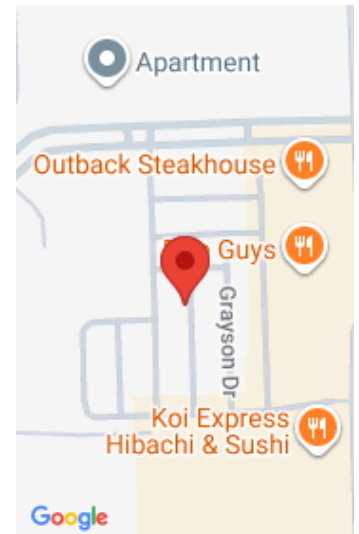 Apartment
Outback Steakhouse
Guys
Grayson Dr
Koi Express
Hibachi & Sushi
Google